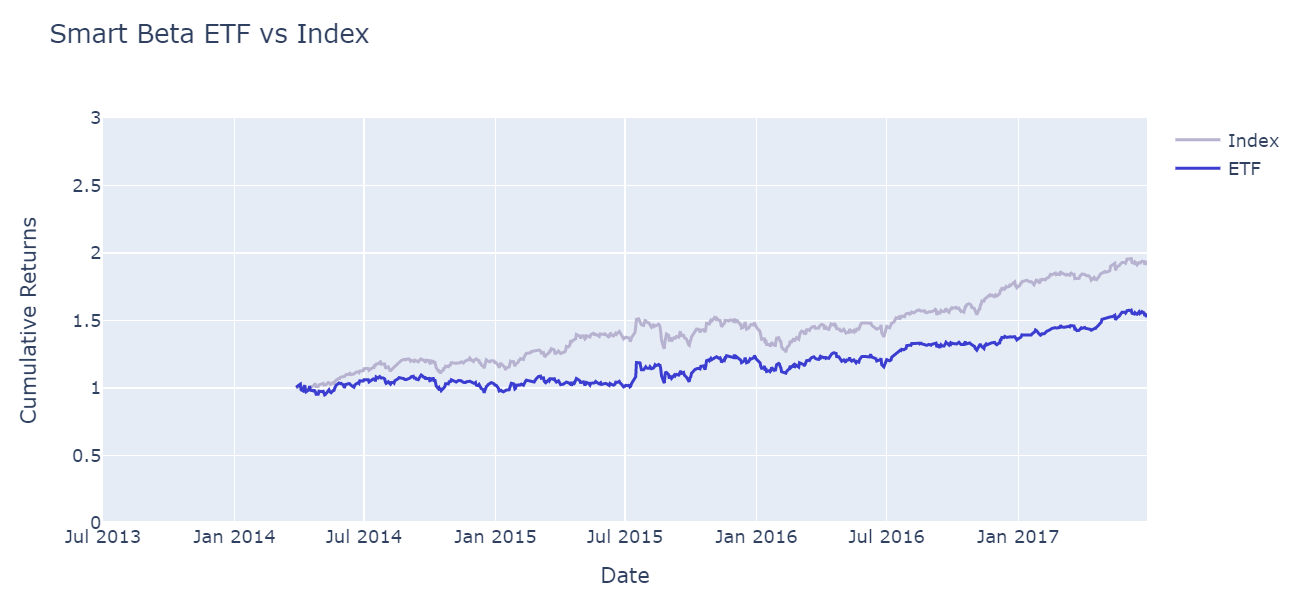 Smart Beta ETF vs Index
Index
ETF
Cumulative Returns
3
2.5
2
1.5
1
0.5
0
Jul 2013
Jan 2014
Jul 2014
Jan 2015
Jul 2015
Jan 2016
Jul 2016
Jan 2017
Date